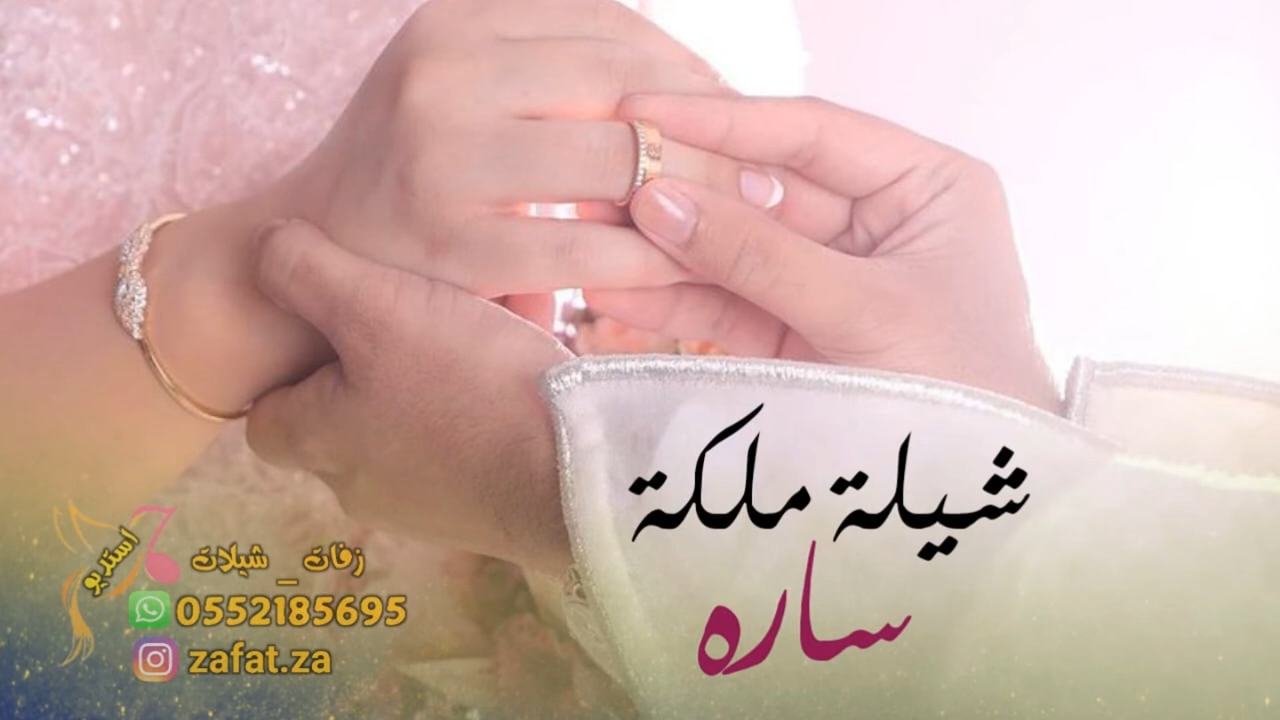 شيلة ملكة
ساره
استديو
زفات _ شيلات
0552185695
zafat.za